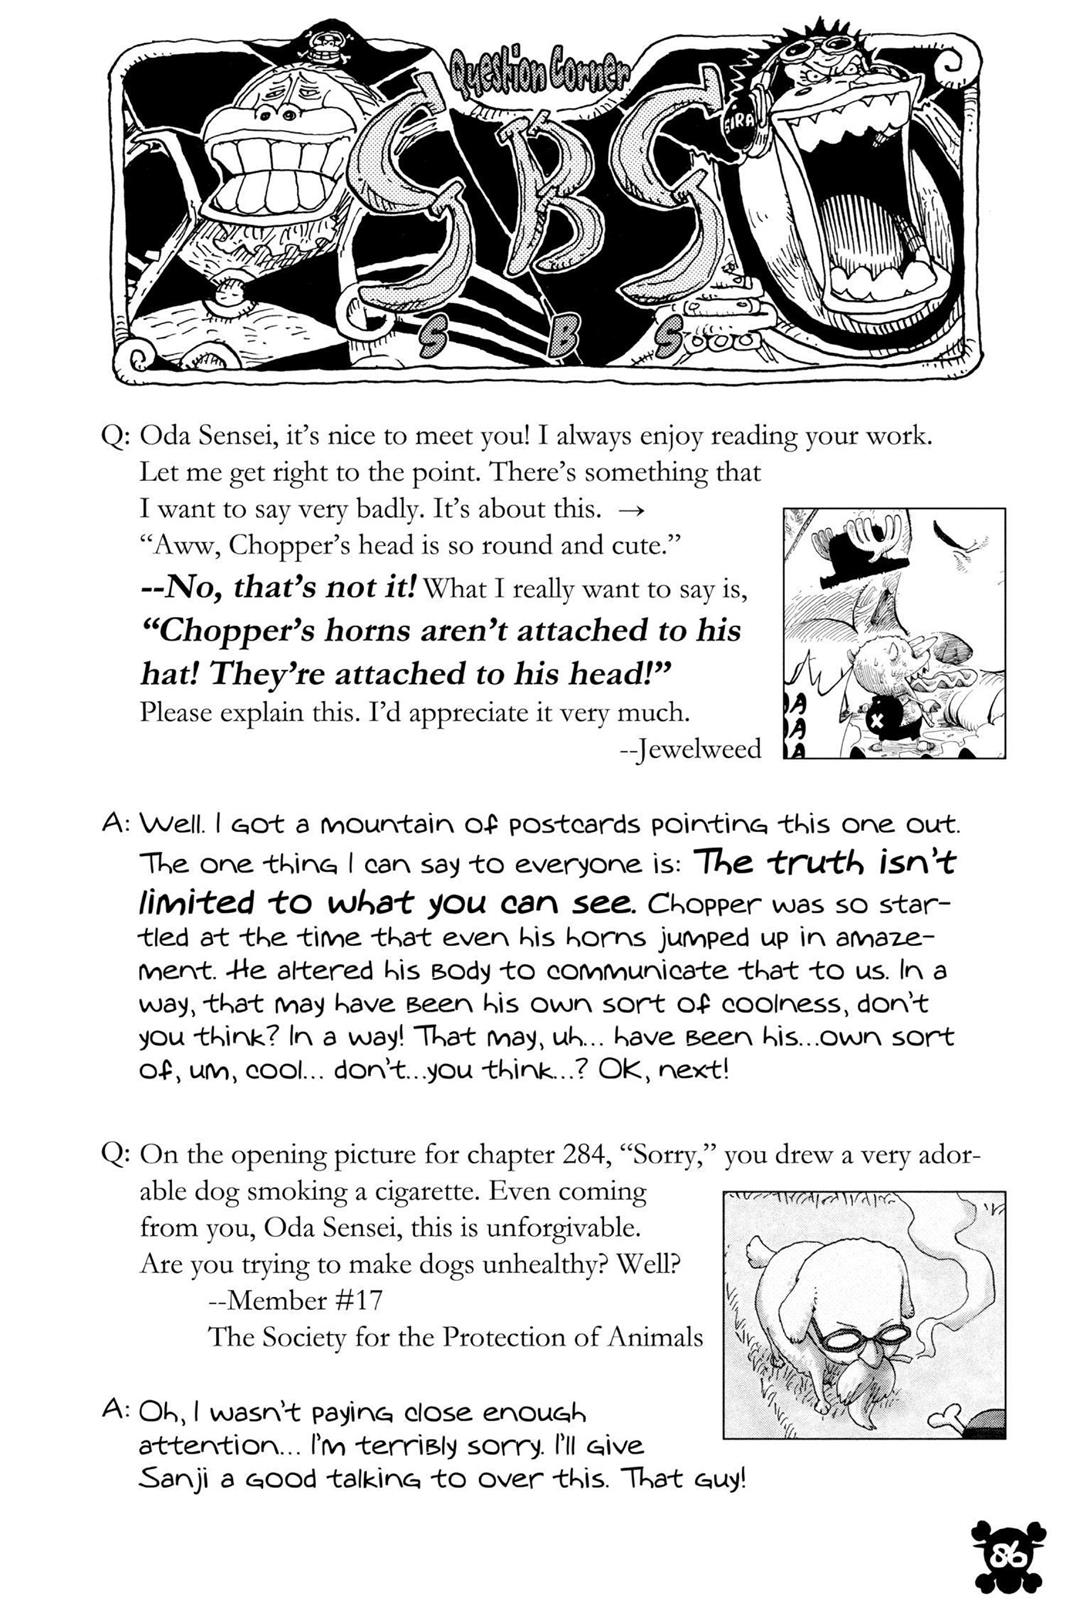 Question Corner
SBS
SIRA
S B S
Q: Oda Sensei, it's nice to meet you! I always enjoy reading your work.
Let me get right to the point. There's something that
I want to say very badly. It's about this. →
“Aww, Chopper's head is so round and cute.”
--No, that's not it! What I really want to say is,
“Chopper's horns aren't attached to his
hat! They're attached to his head!”
Please explain this. I'd appreciate it very much.
--Jewelweed
A: Well. I got a mountain of postcards pointing this one out.
The one thing I can say to everyone is: The truth isn't
limited to what you can see. Chopper was so star-
tled at the time that even his horns jumped up in amaze-
ment. He altered his body to communicate that to us. In a
way, that may have been his own sort of coolness, don't
you think? In a way! That may, uh... have been his...own sort
of, um, cool... don't...you think...? OK, next!
Q: On the opening picture for chapter 284, “Sorry,” you drew a very ador-
able dog smoking a cigarette. Even coming
from you, Oda Sensei, this is unforgivable.
Are you trying to make dogs unhealthy? Well?
--Member #17
The Society for the Protection of Animals
A: Oh, I wasn't paying close enough
attention... I'm terribly sorry. I'll give
Sanji a good talking to over this. That guy!
86